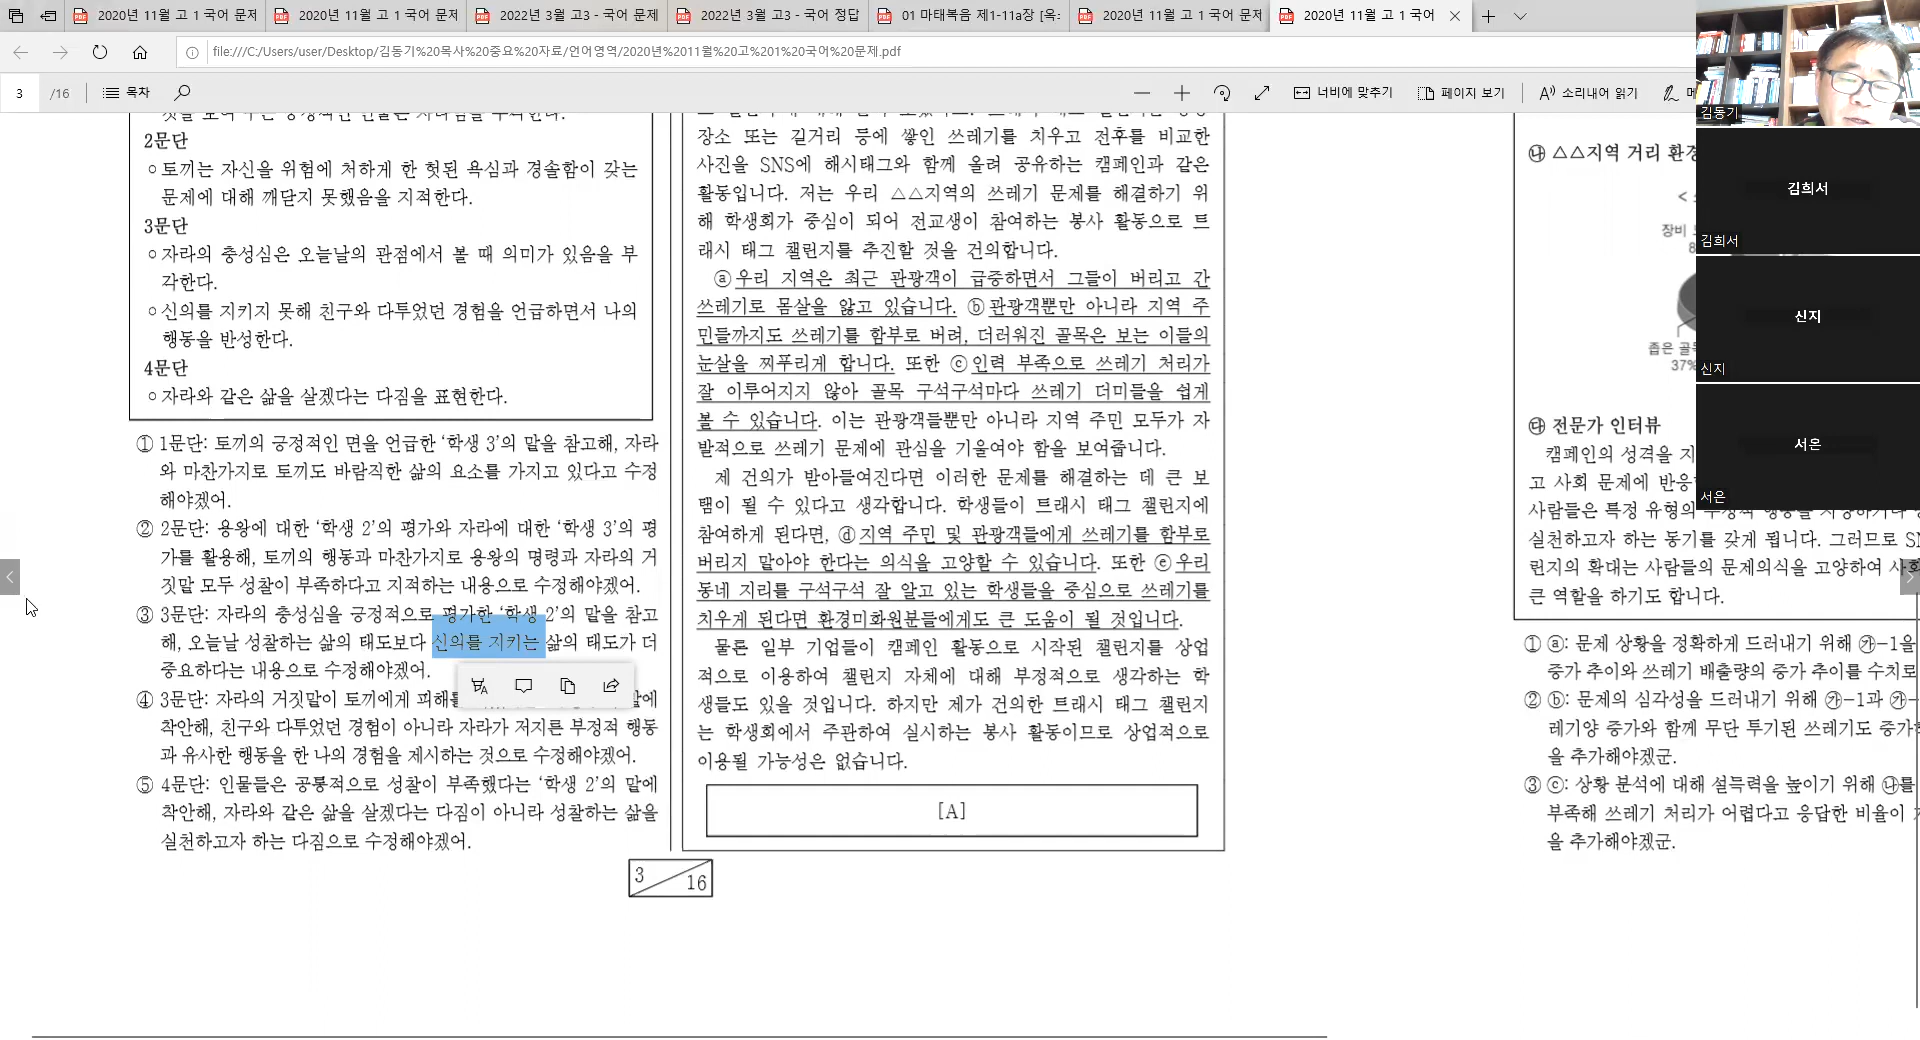 2020년 11월 고 1 국어 문제
2020년 11월 고 1 국어 문제
2022년 3월 고3 - 국어 문제
2022년 3월 고3 - 국어 정답
01 마태복음 제1-11a장 [옥소
2020년 11월 고 1 국어 문제
2020년 11월 고 1 국어
file:///C:/Users/user/Desktop/김동기%20목사%20중요%20자료/언어영역/2020년%2011월%20고%201%20국어%20문제.pdf
3 /16 목차
너비에 맞추기
페이지 보기
소리내어 읽기
2문단
○토끼는 자신을 위험에 처하게 한 헛된 욕심과 경솔함이 갖는
문제에 대해 깨닫지 못했음을 지적한다.
3문단
○자라의 충성심은 오늘날의 관점에서 볼 때 의미가 있음을 부
각한다.
○신의를 지키지 못해 친구와 다투었던 경험을 언급하면서 나의
행동을 반성한다.
4문단
○자라와 같은 삶을 살겠다는 다짐을 표현한다.
① 1문단: 토끼의 긍정적인 면을 언급한 ‘학생 3’의 말을 참고해, 자라
와 마찬가지로 토끼도 바람직한 삶의 요소를 가지고 있다고 수정
해야겠어.
② 2문단: 용왕에 대한 ‘학생 2’의 평가와 자라에 대한 ‘학생 3’의 평
가를 활용해, 토끼의 행동과 마찬가지로 용왕의 명령과 자라의 거
짓말 모두 성찰이 부족하다고 지적하는 내용으로 수정해야겠어.
③ 3문단: 자라의 충성심을 긍정적으로 평가한 ‘학생 2’의 말을 참고
해, 오늘날 성찰하는 삶의 태도보다 신의를 지키는 삶의 태도가 더
중요하다는 내용으로 수정해야겠어.
④ 3문단: 자라의 거짓말이 토끼에게 피해를
착안해, 친구와 다투었던 경험이 아니라 자라가 저지른 부정적 행동
과 유사한 행동을 한 나의 경험을 제시하는 것으로 수정해야겠어.
⑤ 4문단: 인물들은 공통적으로 성찰이 부족했다는 ‘학생 2’의 말에
착안해, 자라와 같은 삶을 살겠다는 다짐이 아니라 성찰하는 삶을
실천하고자 하는 다짐으로 수정해야겠어.
장소 또는 길거리 등에 쌓인 쓰레기를 치우고 전후를 비교한
사진을 SNS에 해시태그와 함께 올려 공유하는 캠페인과 같은
활동입니다. 저는 우리 △△지역의 쓰레기 문제를 해결하기 위
해 학생회가 중심이 되어 전교생이 참여하는 봉사 활동으로 트
래시 태그 챌린지를 추진할 것을 건의합니다.
ⓐ우리 지역은 최근 관광객이 급증하면서 그들이 버리고 간
쓰레기로 몸살을 앓고 있습니다. ⓑ관광객뿐만 아니라 지역 주
민들까지도 쓰레기를 함부로 버려, 더러워진 골목은 보는 이들의
눈살을 찌푸리게 합니다. 또한 ⓒ인력 부족으로 쓰레기 처리가
잘 이루어지지 않아 골목 구석구석마다 쓰레기 더미들을 쉽게
볼 수 있습니다. 이는 관광객들뿐만 아니라 지역 주민 모두가 자
발적으로 쓰레기 문제에 관심을 기울여야 함을 보여줍니다.
제 건의가 받아들여진다면 이러한 문제를 해결하는 데 큰 보
탬이 될 수 있다고 생각합니다. 학생들이 트래시 태그 챌린지에
참여하게 된다면, ⓓ지역 주민 및 관광객들에게 쓰레기를 함부로
버리지 말아야 한다는 의식을 고양할 수 있습니다. 또한 ⓔ우리
동네 지리를 구석구석 잘 알고 있는 학생들을 중심으로 쓰레기를
치우게 된다면 환경미화원분들에게도 큰 도움이 될 것입니다.
물론 일부 기업들이 캠페인 활동으로 시작된 챌린지를 상업
적으로 이용하여 챌린지 자체에 대해 부정적으로 생각하는 학
생들도 있을 것입니다. 하지만 제가 건의한 트래시 태그 챌린지
는 학생회에서 주관하여 실시하는 봉사 활동이므로 상업적으로
이용될 가능성은 없습니다.
[A]
3 16
㉯ △△지역 거리 환경
장비
좁은 골
37%
㉰ 전문가 인터뷰
캠페인의 성격을 지
고 사회 문제에 반응
사람들은 특정 유형의
실천하고자 하는 동기를 갖게 됩니다. 그러므로 SN
린지의 확대는 사람들의 문제의식을 고양하여 사회
큰 역할을 하기도 합니다.
① ⓐ: 문제 상황을 정확하게 드러내기 위해 ㉮-1을
증가 추이와 쓰레기 배출량의 증가 추이를 수치로
② ⓑ: 문제의 심각성을 드러내기 위해 ㉮-1과 ㉮-
레기양 증가와 함께 무단 투기된 쓰레기도 증가
을 추가해야겠군.
③ ⓒ: 상황 분석에 대해 설득력을 높이기 위해 ㉯를
부족해 쓰레기 처리가 어렵다고 응답한 비율이
을 추가해야겠군.
김동기
김희서
김희서
신지
신지
서온
서은